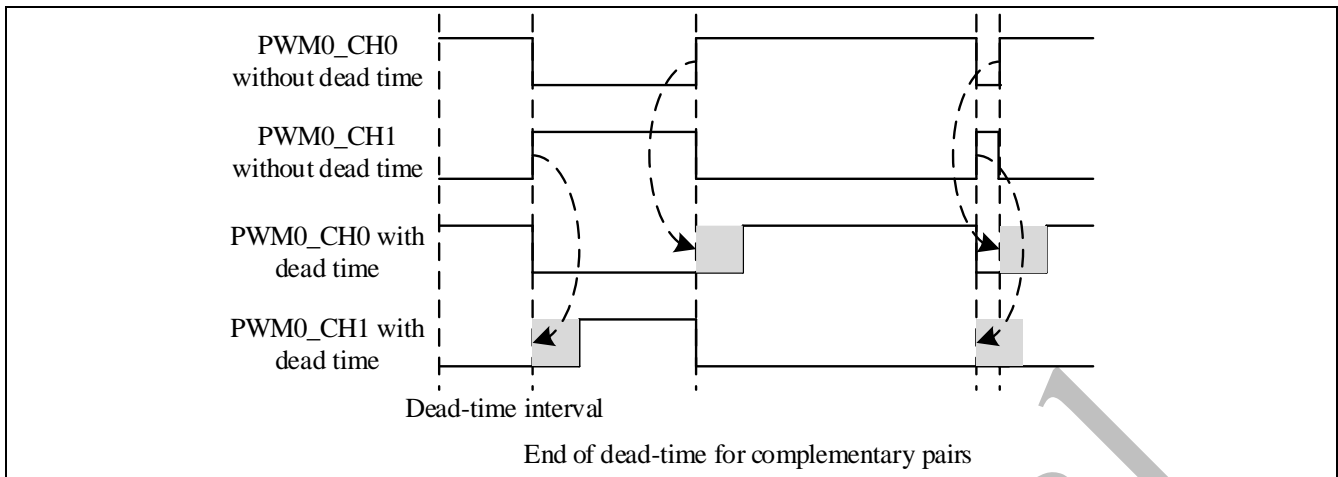 PWM0_CH0
without dead time
PWM0_CH1
without dead time
PWM0_CH0 with
dead time
PWM0_CH1 with
dead time
Dead-time interval
End of dead-time for complementary pairs